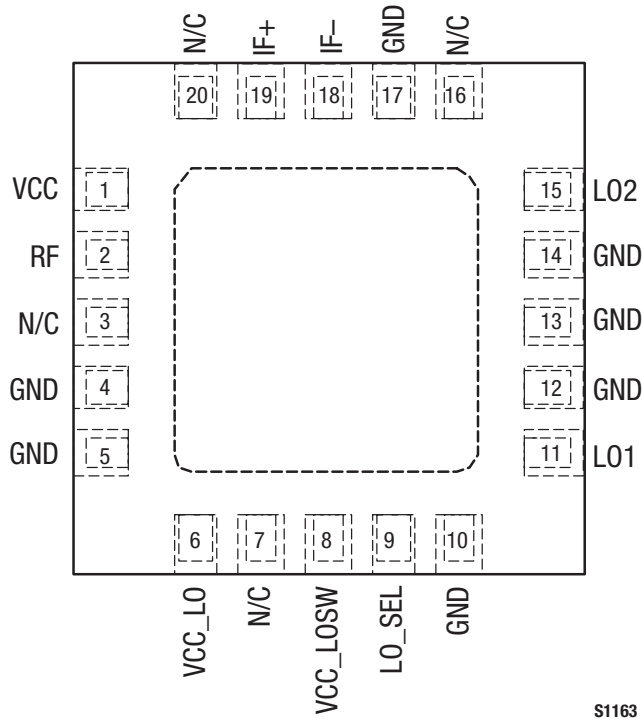 N/C
IF+
IF–
GND
N/C
20
19
18
17
16
VCC
1
RF
2
N/C
3
GND
4
GND
5
15
LO2
14
GND
13
GND
12
GND
11
LO1
6
7
8
9
10
VCC_LO
N/C
VCC_LOSW
LO_SEL
GND
S1163